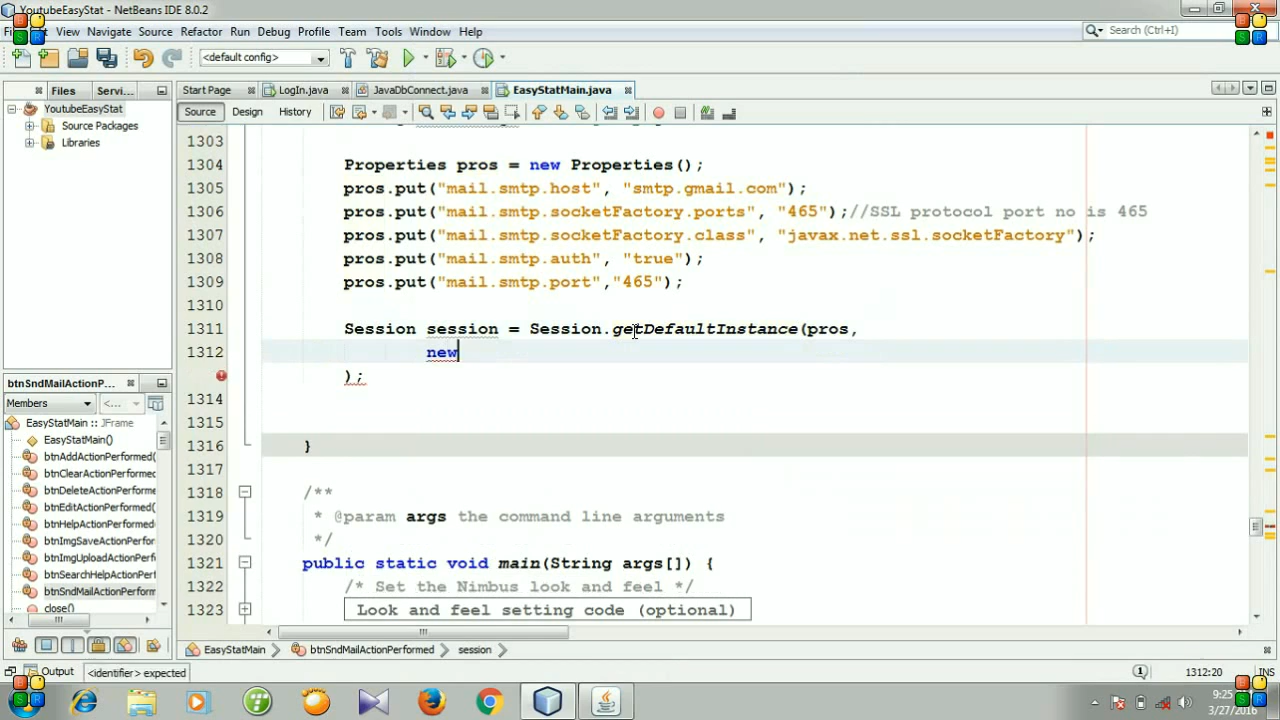 YoutubeEasyStat - NetBeans IDE 8.0.2
View Navigate Source Refactor Run Debug Profile Team Tools Window Help
Search (Ctrl+I)
<default config>
Files Servi...
Start Page LogIn.java JavaDbConnect.java EasyStatMain.java
YoutubeEasyStat
Source Packages
Libraries
Source Design History
1303
1304 Properties pros = new Properties();
1305 pros.put("mail.smtp.host", "smtp.gmail.com");
1306 pros.put("mail.smtp.socketFactory.ports", "465");//SSL protocol port no is 465
1307 pros.put("mail.smtp.socketFactory.class", "javax.net.ssl.socketFactory");
1308 pros.put("mail.smtp.auth", "true");
1309 pros.put("mail.smtp.port","465");
1310
1311 Session session = Session.getDefaultInstance(pros,
1312 new
);
1314
1315
1316 }
1317
1318 /**
1319 * @param args the command line arguments
1320 */
1321 public static void main(String args[]) {
1322 /* Set the Nimbus look and feel */
1323 Look and feel setting code (optional)
btnSndMailActionP...
Members <...
EasyStatMain :: JFrame
EasyStatMain()
btnAddActionPerformed(
btnClearActionPerformed
btnDeleteActionPerforme
btnEditActionPerformed(
btnHelpActionPerformed
btnImgSaveActionPerform
btnImgUploadActionPerfo
btnSearchHelpActionPerf
btnSndMailActionPerform
close()
EasyStatMain btnSndMailActionPerformed session
Output <identifier> expected 1 1312:20 INS
9:25
3/27/2016